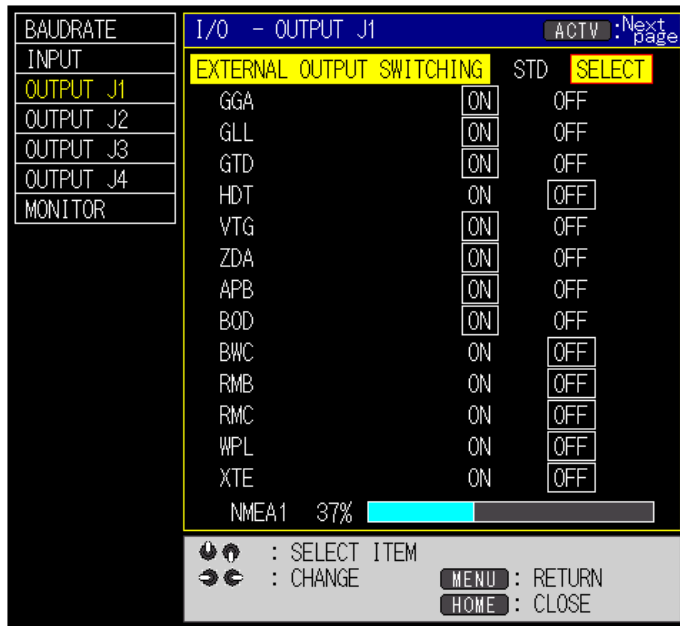 BAUDRATE
INPUT
OUTPUT J1
OUTPUT J2
OUTPUT J3
OUTPUT J4
MONITOR
I/O - OUTPUT J1 ACTV :Next page
EXTERNAL OUTPUT SWITCHING STD SELECT
GGA ON OFF
GLL ON OFF
GTD ON OFF
HDT ON OFF
VTG ON OFF
ZDA ON OFF
APB ON OFF
BOD ON OFF
BWC ON OFF
RMB ON OFF
RMC ON OFF
WPL ON OFF
XTE ON OFF
NMEA1 37%
: SELECT ITEM
: CHANGE MENU : RETURN
HOME : CLOSE